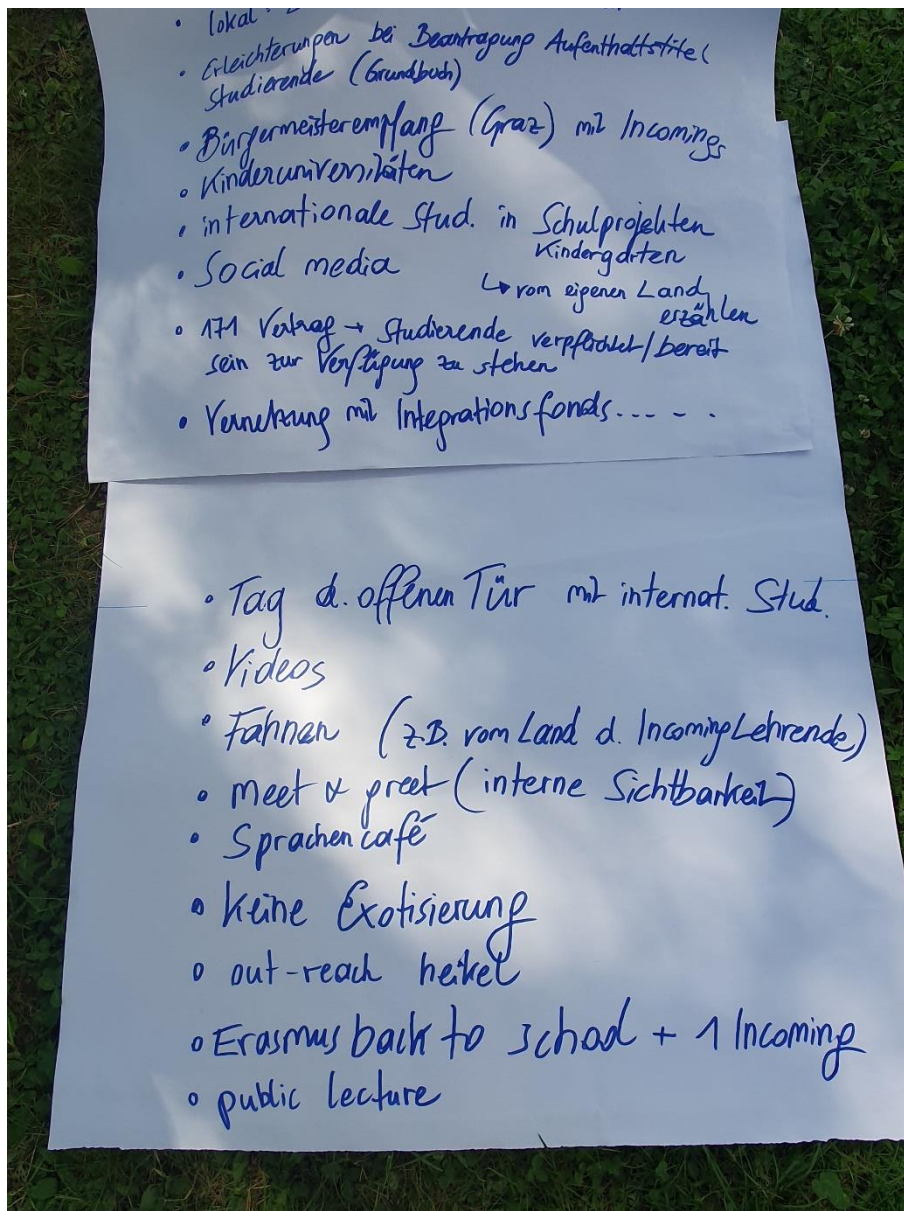 • lokal
• Erleichterungen bei Beantragung Aufenthaltstitel
Studierende (Grundbuch)
• Bürgermeisterempfang (Graz) mit Incomings
• Kinderuniversitäten
• internationale Stud. in Schulprojekten
Kindergärten
↳ vom eigenen Land
erzählen
• Social media
• 171 Vertrag → Studierende verpflichtet/bereit
sein zur Verfügung zu stehen
• Vernetzung mit Integrationsfonds.....
• Tag d. offenen Tür mit internat. Stud.
• Videos
• Fahnen (z.B. vom Land d. Incoming Lehrende)
• meet & greet (interne Sichtbarkeit)
• Sprachencafé
• keine Exotisierung
• out-reach heikel
• Erasmus back to school + 1 Incoming
• public lecture